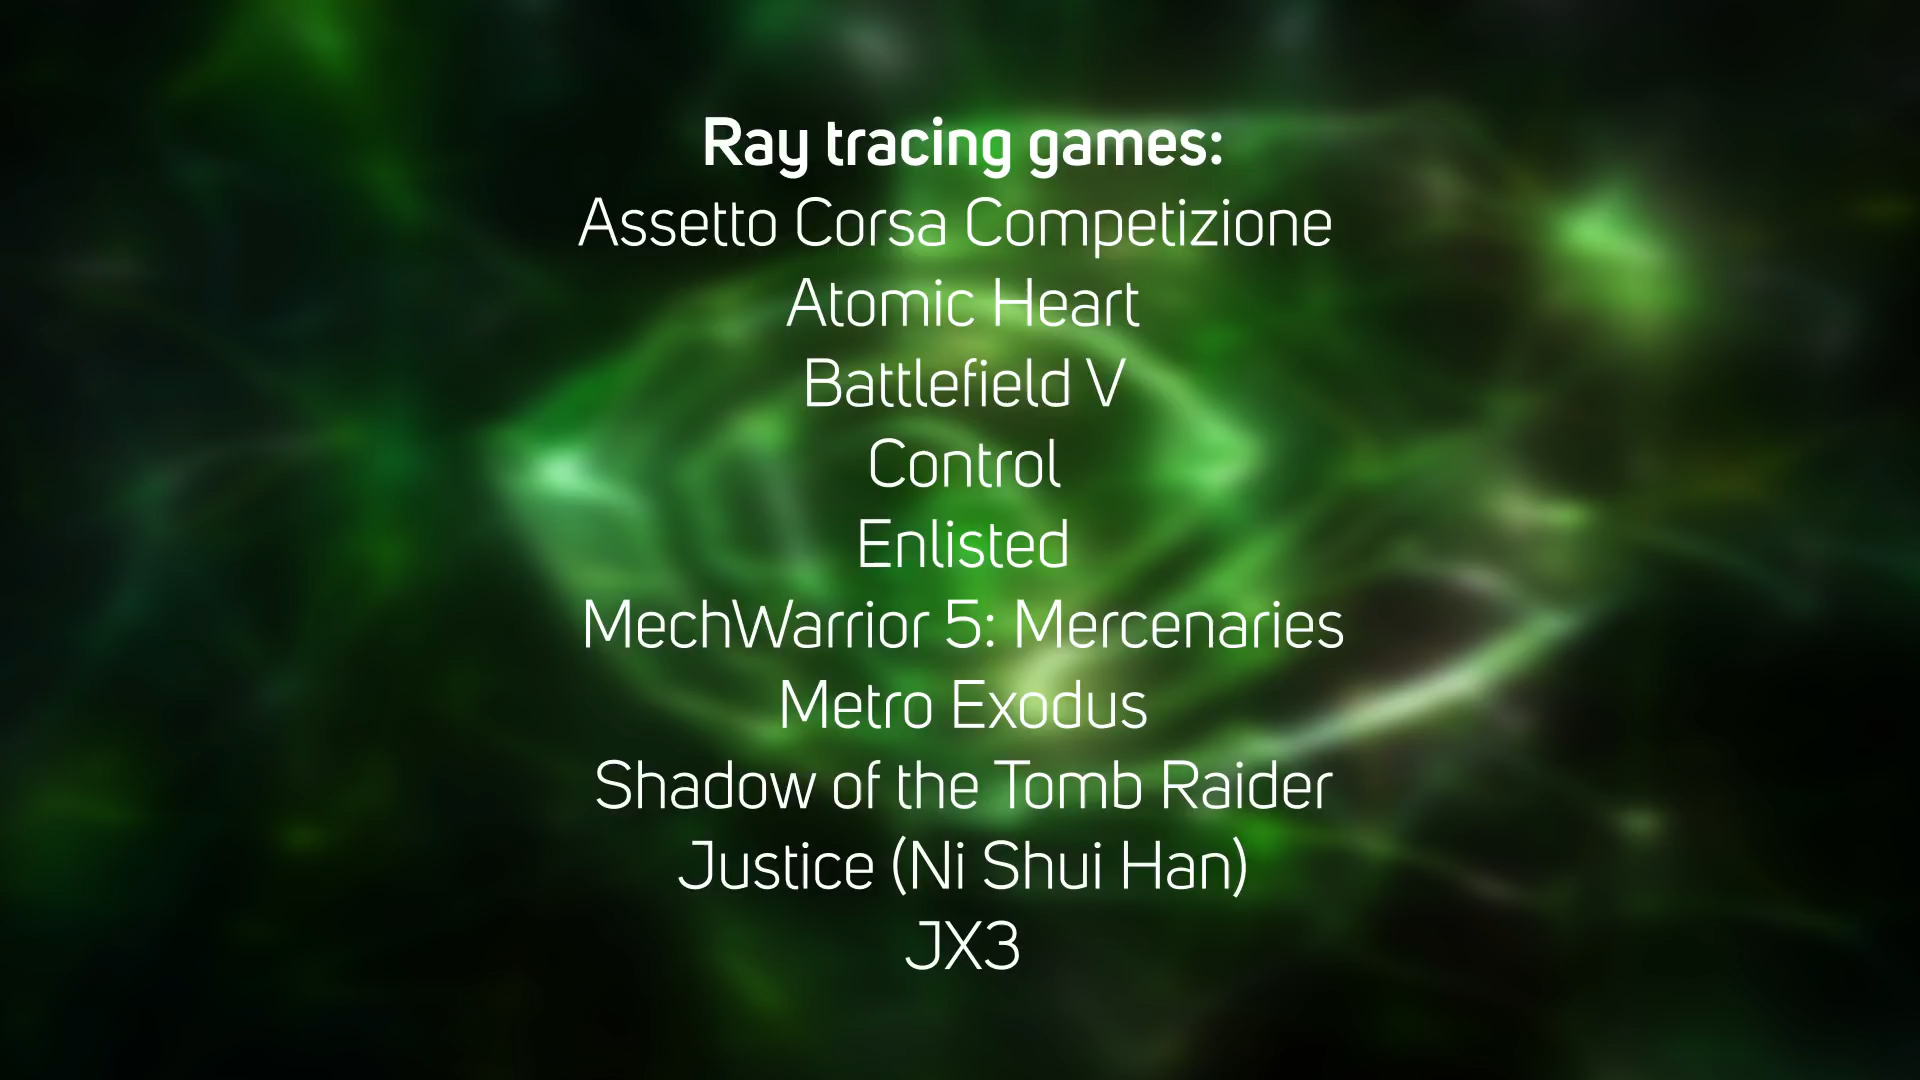 Ray tracing games:
Assetto Corsa Competizione
Atomic Heart
Battlefield V
Control
Enlisted
MechWarrior 5: Mercenaries
Metro Exodus
Shadow of the Tomb Raider
Justice (Ni Shui Han)
JX3